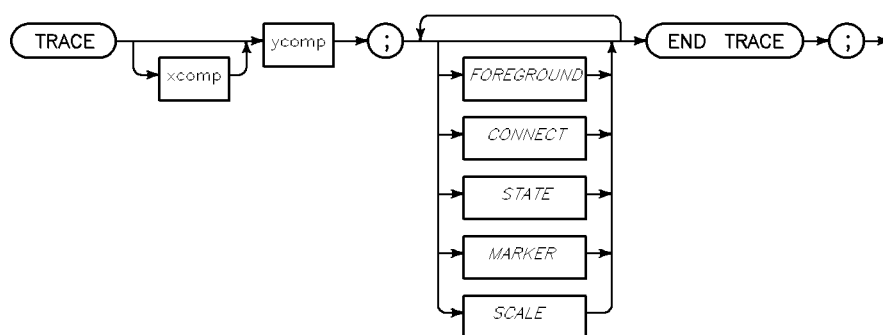 TRACE
xcomp
ycomp
;
FOREGROUND
CONNECT
STATE
MARKER
SCALE
END TRACE
;